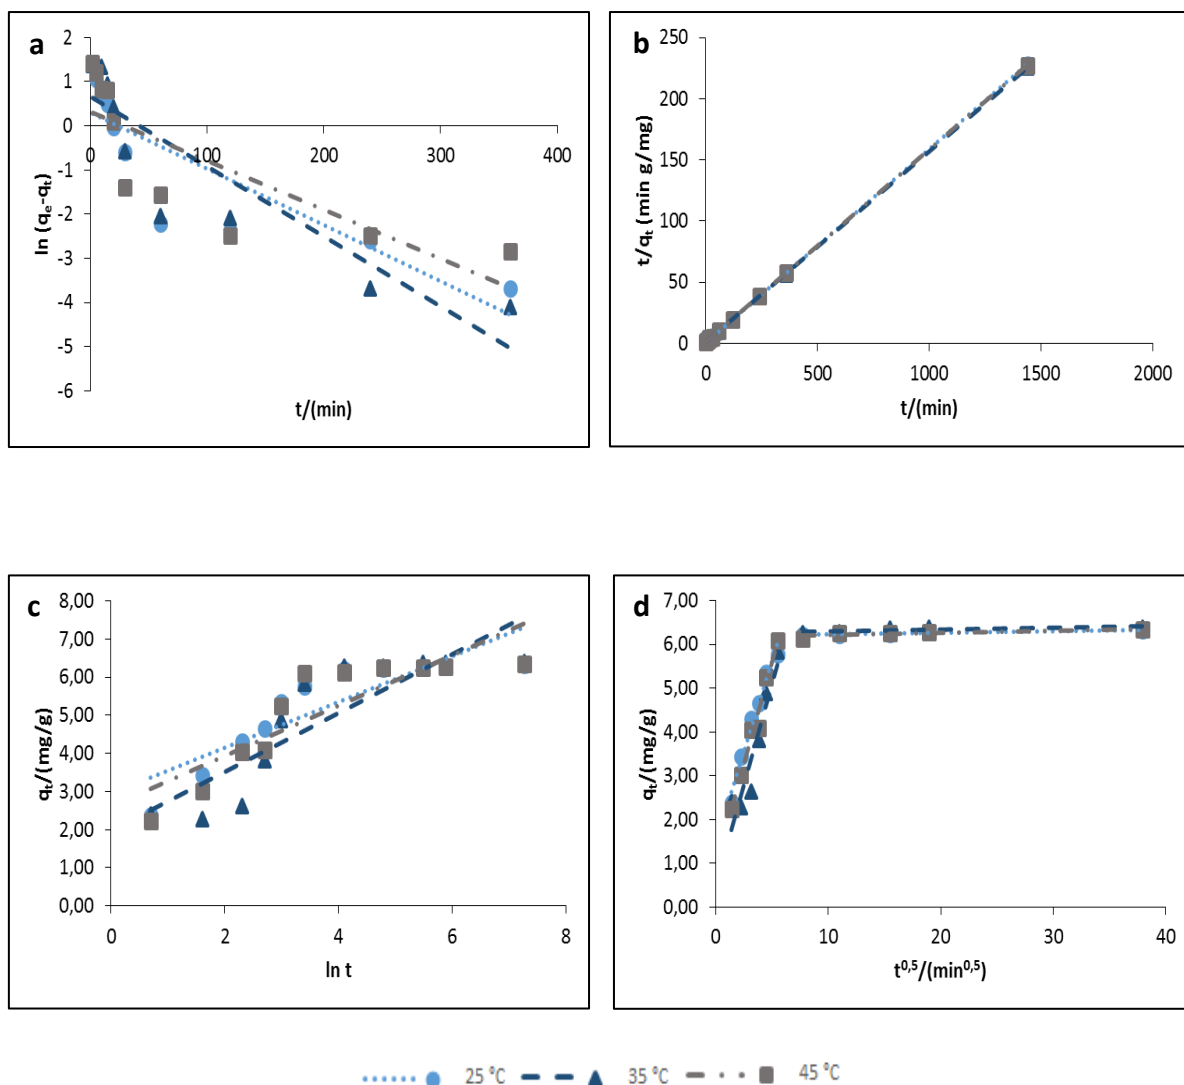 a
2
1
0
-1
-2
-3
-4
-5
-6
0 100 200 300 400
ln (qₑ-qₜ)
t/(min)
b
250
200
150
100
50
0
0 500 1000 1500 2000
t/qₜ (min g/mg)
t/(min)
c
8,00
7,00
6,00
5,00
4,00
3,00
2,00
1,00
0,00
0 2 4 6 8
qₜ/(mg/g)
ln t
d
7,00
6,00
5,00
4,00
3,00
2,00
1,00
0,00
0 10 20 30 40
qₜ/(mg/g)
t⁰,⁵/(min⁰,⁵)
25 ⁰C 35 ⁰C 45 ⁰C